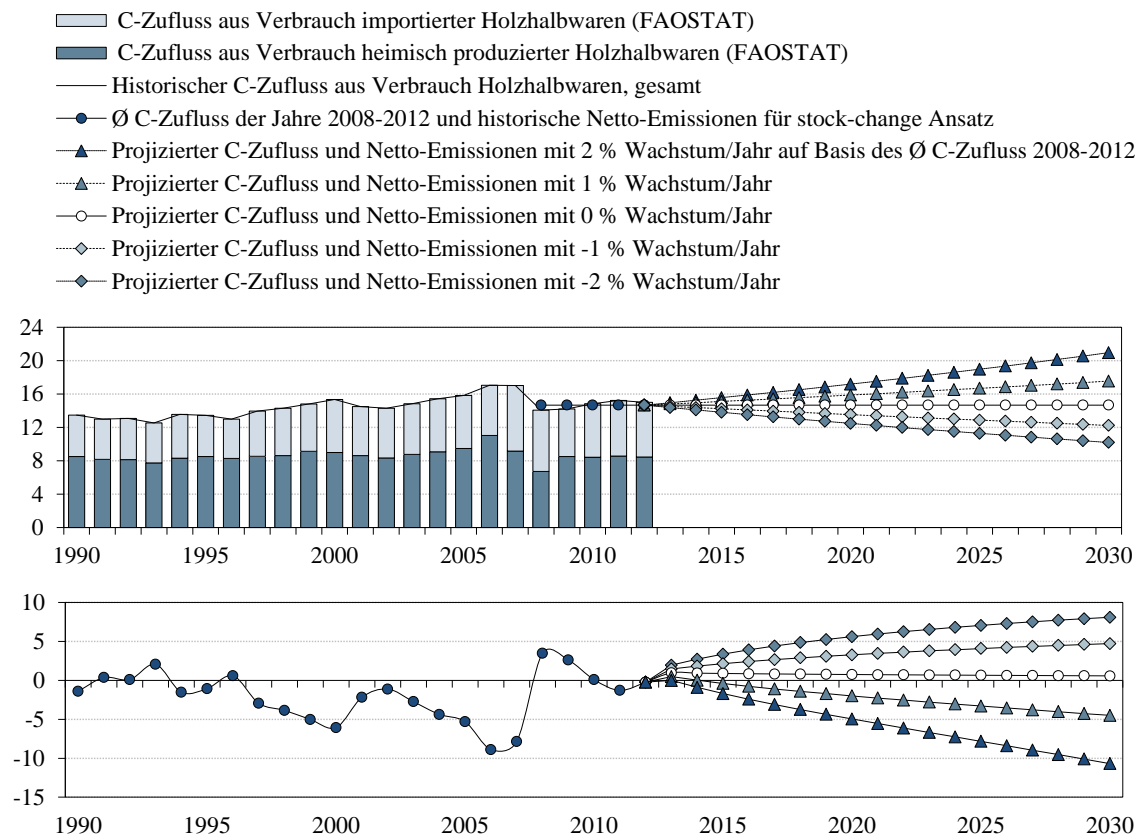 C-Zufluss aus Verbrauch importierter Holzhalbwaren (FAOSTAT)
C-Zufluss aus Verbrauch heimisch produzierter Holzhalbwaren (FAOSTAT)
Historischer C-Zufluss aus Verbrauch Holzhalbwaren, gesamt
Ø C-Zufluss der Jahre 2008-2012 und historische Netto-Emissionen für stock-change Ansatz
Projizierter C-Zufluss und Netto-Emissionen mit 2 % Wachstum/Jahr auf Basis des Ø C-Zufluss 2008-2012
Projizierter C-Zufluss und Netto-Emissionen mit 1 % Wachstum/Jahr
Projizierter C-Zufluss und Netto-Emissionen mit 0 % Wachstum/Jahr
Projizierter C-Zufluss und Netto-Emissionen mit -1 % Wachstum/Jahr
Projizierter C-Zufluss und Netto-Emissionen mit -2 % Wachstum/Jahr
24
20
16
12
8
4
0
1990 1995 2000 2005 2010 2015 2020 2025 2030
10
5
0
-5
-10
-15
1990 1995 2000 2005 2010 2015 2020 2025 2030